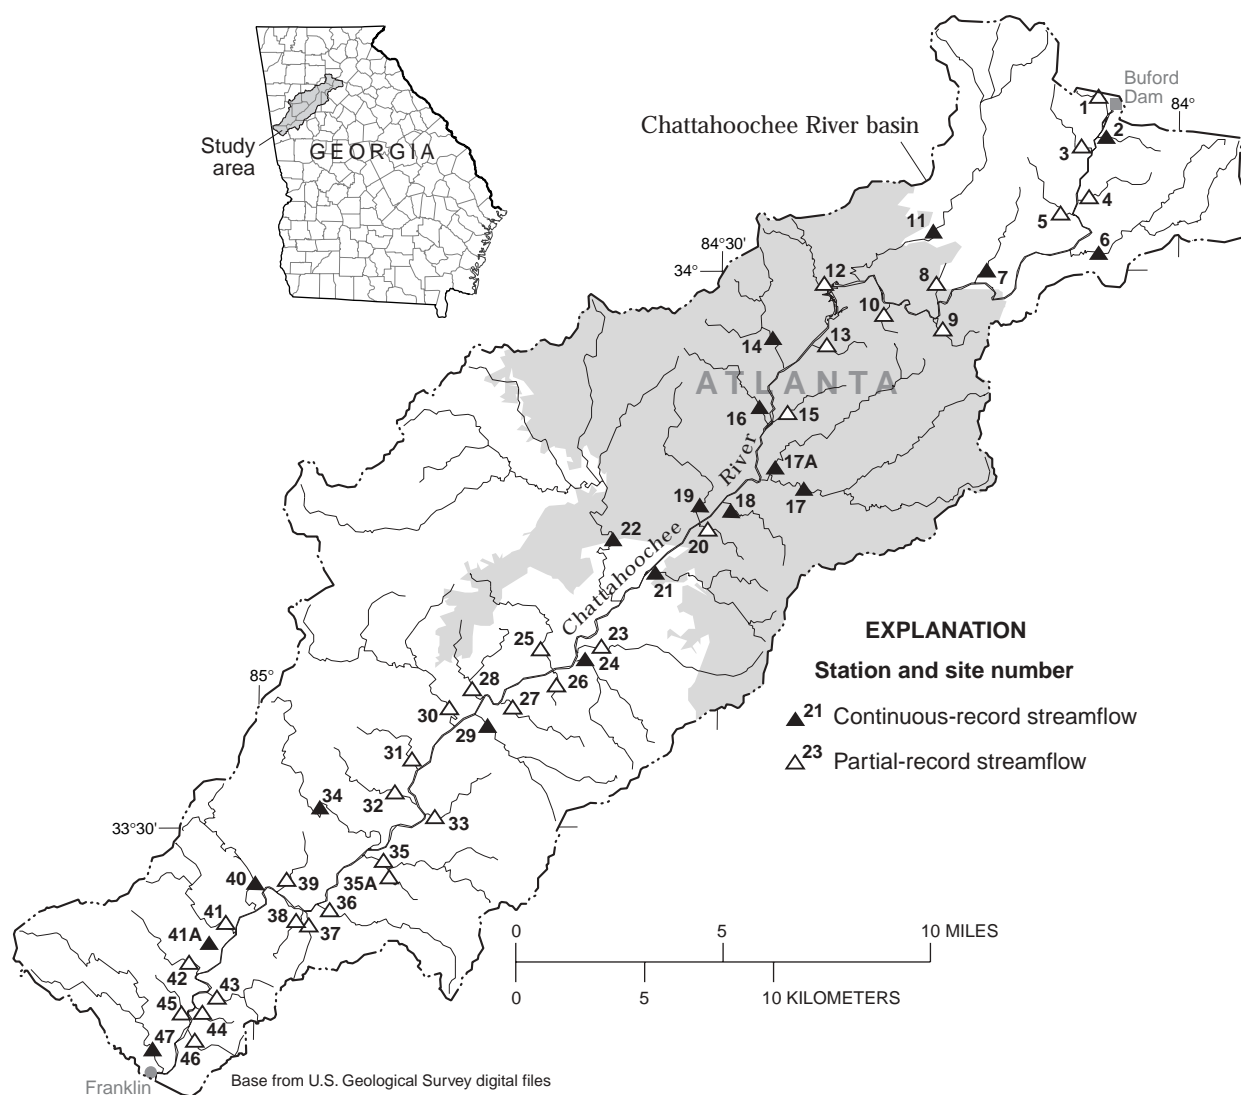 Study
area
GEORGIA
Chattahoochee River basin
Buford
Dam
84°
1
2
3
4
5
6
11
84°30'
34°
12
8
7
10
9
13
14
ATLANTA
16
15
River
17A
17
19
18
20
22
Chattahoochee
21
25
23
24
EXPLANATION
Station and site number
21 Continuous-record streamflow
23 Partial-record streamflow
85°
28
26
27
30
29
31
34
32
33
33°30'
35
35A
40
39
36
38
37
41
41A
42
43
45
44
47
46
0 5 10 MILES
0 5 10 KILOMETERS
Franklin
Base from U.S. Geological Survey digital files